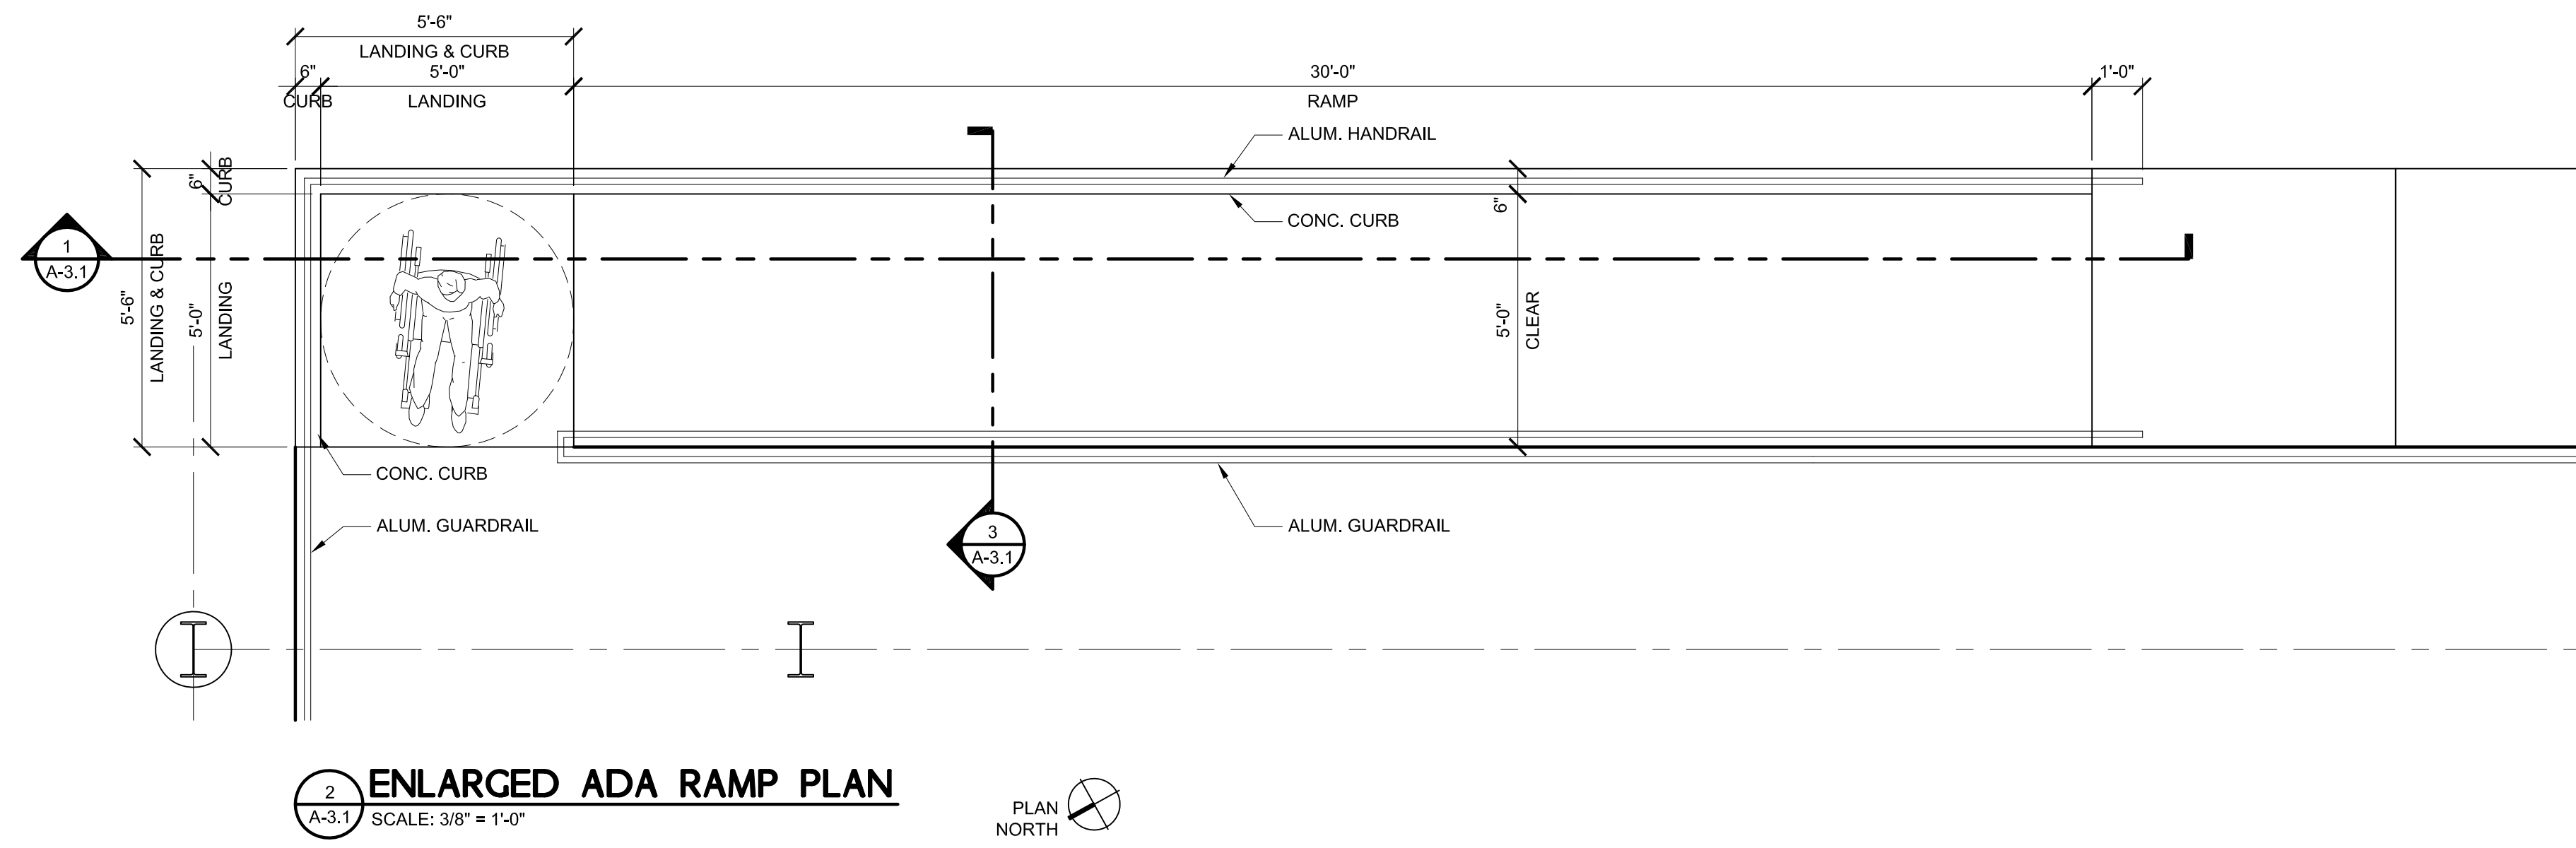 5'-6"
LANDING & CURB
6"
5'-0"
30'-0"
1'-0"
CURB
LANDING
RAMP
ALUM. HANDRAIL
6"
CURB
CONC. CURB
6"
1
A-3.1
5'-6"
LANDING & CURB
5'-0"
LANDING
5'-0"
CLEAR
CONC. CURB
ALUM. GUARDRAIL
3
A-3.1
ALUM. GUARDRAIL
2
A-3.1
ENLARGED ADA RAMP PLAN
SCALE: 3/8" = 1'-0"
PLAN
NORTH